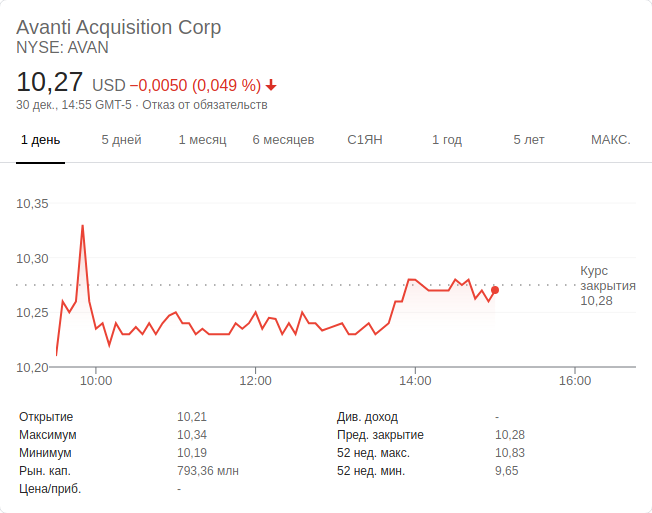 Avanti Acquisition Corp
NYSE: AVAN
10,27 USD −0,0050 (0,049 %)
30 дек., 14:55 GMT-5 · Отказ от обязательств
1 день 5 дней 1 месяц 6 месяцев С1ЯН 1 год 5 лет МАКС.
10,35
10,30
10,25
10,20
Курс
закрытия
10,28
10:00 12:00 14:00 16:00
Открытие 10,21 Див. доход -
Максимум 10,34 Пред. закрытие 10,28
Минимум 10,19 52 нед. макс. 10,83
Рын. кап. 793,36 млн 52 нед. мин. 9,65
Цена/приб. -